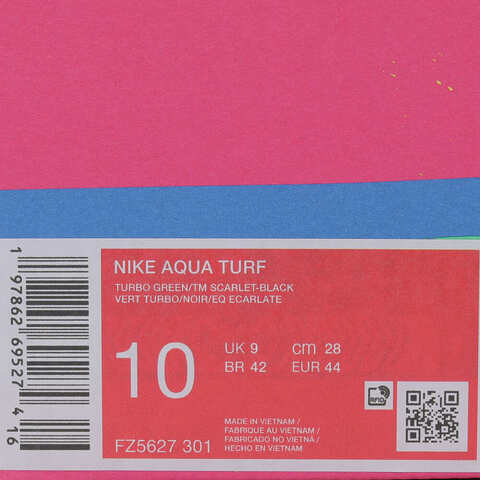 NIKE AQUA TURF
TURBO GREEN/TM SCARLET-BLACK
VERT TURBO/NOIR/EQ ECARLATE
10
UK 9 cm 28
BR 42 EUR 44
RFID
MADE IN VIETNAM /
FABRIQUE AU VIETNAM /
FABRICADO NO VIETNÃ /
HECHO EN VIETNAM
FZ5627 301
1 97862 69527 4 16